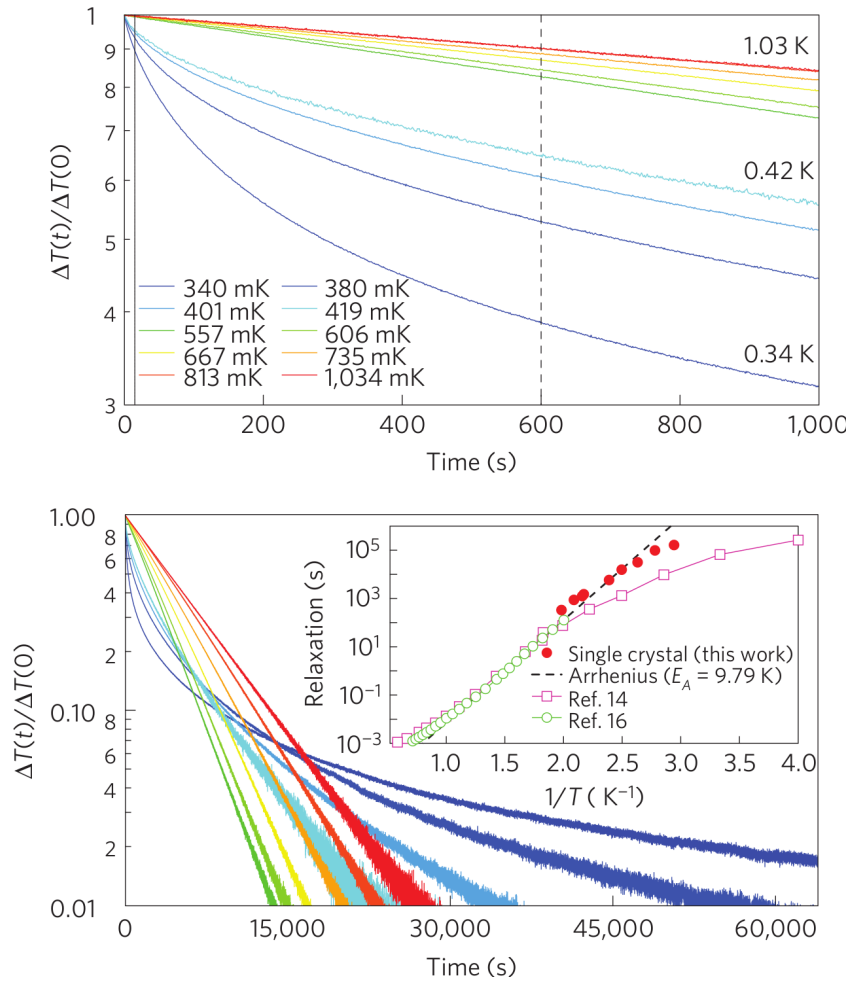 1
9
8
7
6
5
4
3
ΔT(t)/ΔT(0)
1.03 K
0.42 K
0.34 K
340 mK 380 mK
401 mK 419 mK
557 mK 606 mK
667 mK 735 mK
813 mK 1,034 mK
0 200 400 600 800 1,000
Time (s)
1.00
8
6
4
2
0.10
8
6
4
2
0.01
ΔT(t)/ΔT(0)
10⁵
10³
10¹
10⁻¹
10⁻³
Relaxation (s)
Single crystal (this work)
Arrhenius (E_A = 9.79 K)
Ref. 14
Ref. 16
1.0 1.5 2.0 2.5 3.0 3.5 4.0
1/T ( K⁻¹)
0 15,000 30,000 45,000 60,000
Time (s)